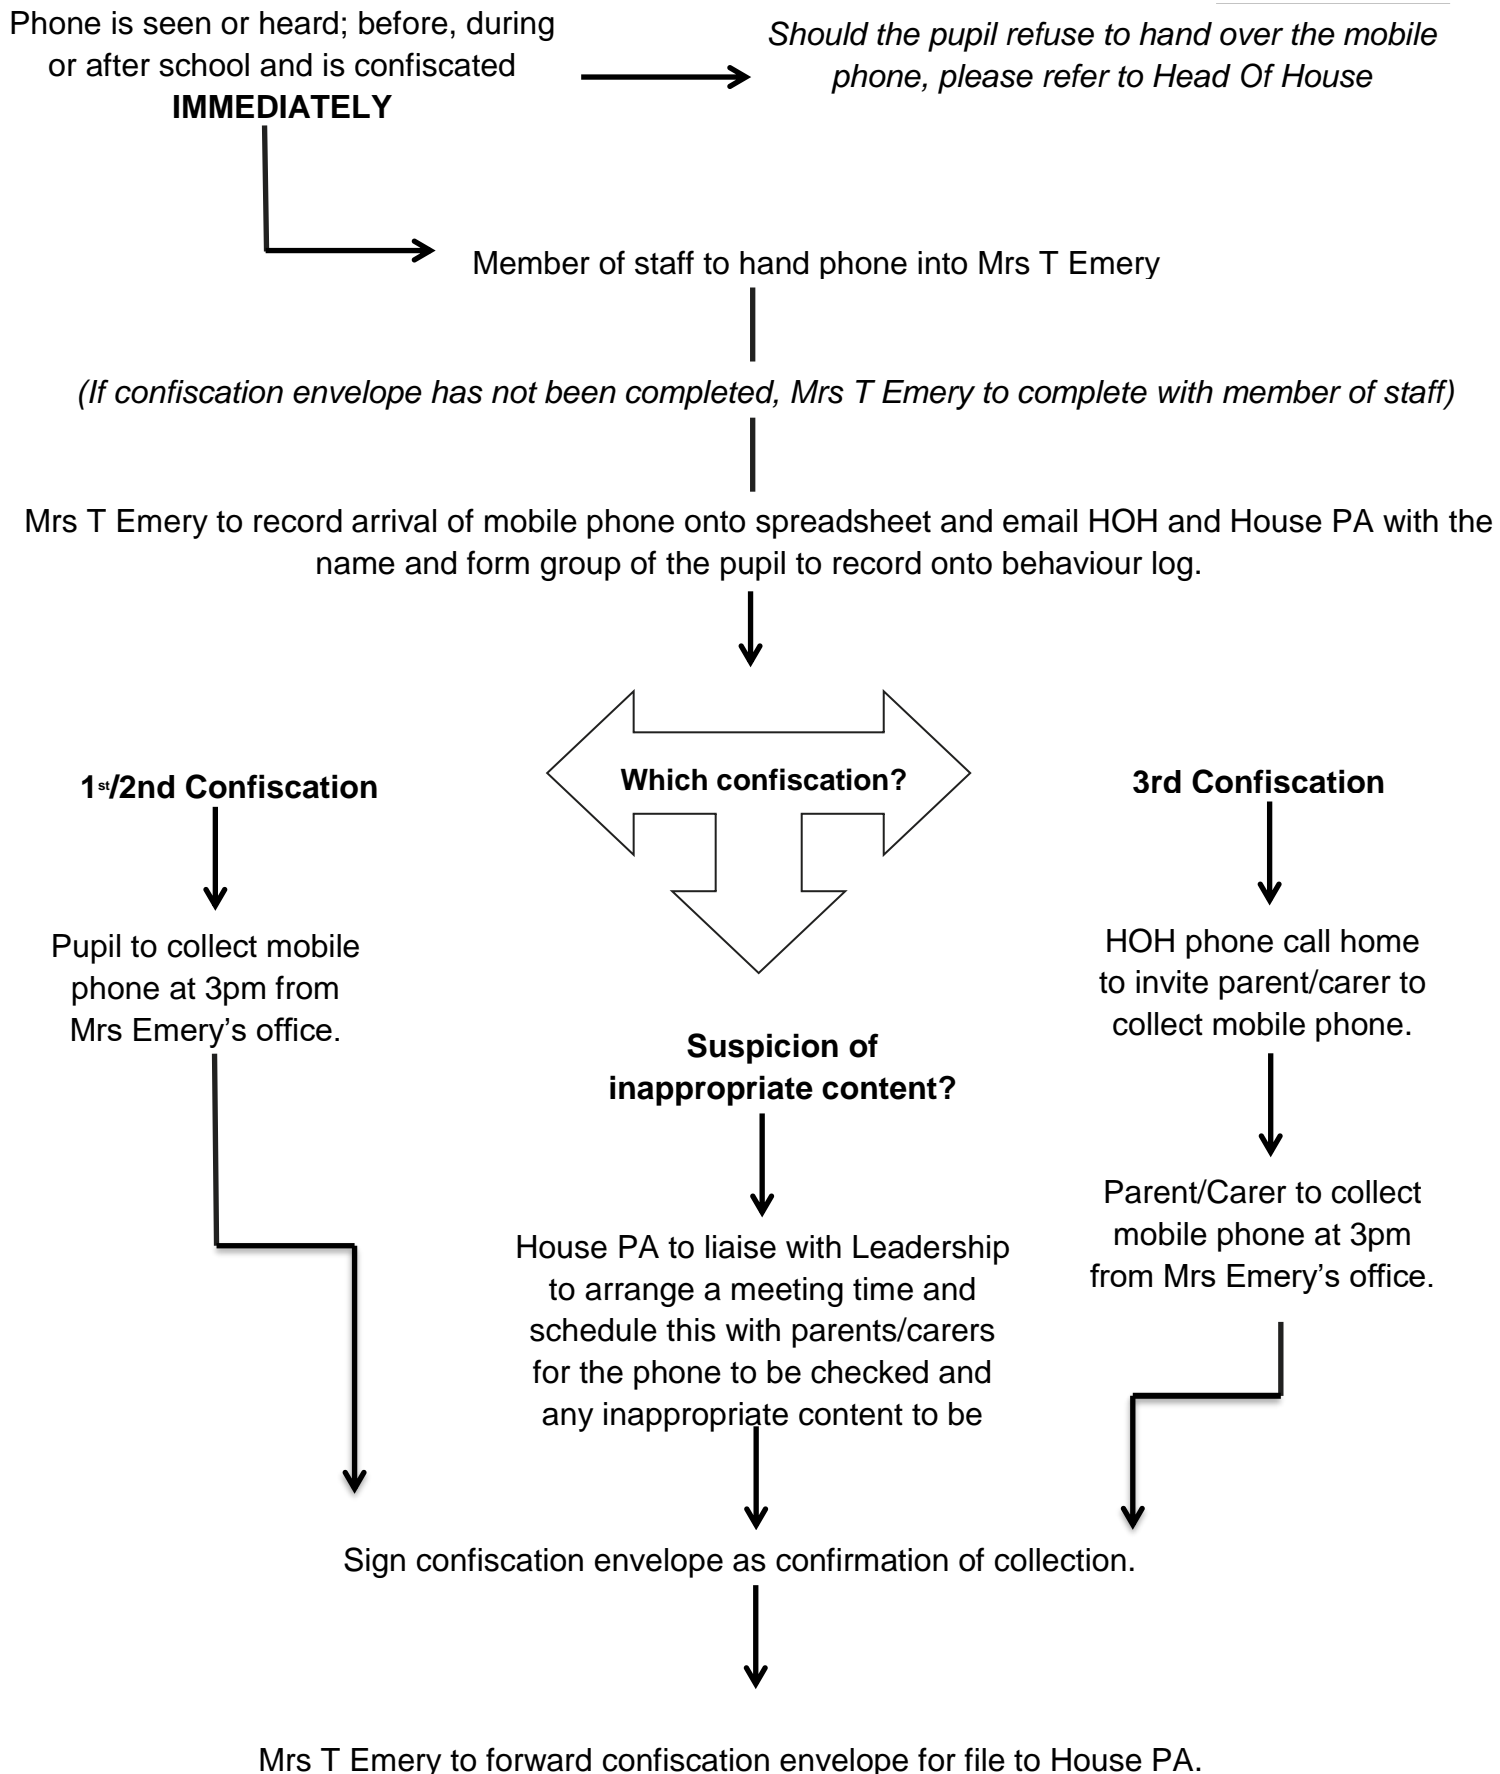 Phone is seen or heard; before, during
or after school and is confiscated
IMMEDIATELY
Should the pupil refuse to hand over the mobile
phone, please refer to Head Of House
Member of staff to hand phone into Mrs T Emery
(If confiscation envelope has not been completed, Mrs T Emery to complete with member of staff)
Mrs T Emery to record arrival of mobile phone onto spreadsheet and email HOH and House PA with the
name and form group of the pupil to record onto behaviour log.
Which confiscation?
1st/2nd Confiscation
Pupil to collect mobile
phone at 3pm from
Mrs Emery’s office.
Suspicion of
inappropriate content?
House PA to liaise with Leadership
to arrange a meeting time and
schedule this with parents/carers
for the phone to be checked and
any inappropriate content to be
3rd Confiscation
HOH phone call home
to invite parent/carer to
collect mobile phone.
Parent/Carer to collect
mobile phone at 3pm
from Mrs Emery’s office.
Sign confiscation envelope as confirmation of collection.
Mrs T Emery to forward confiscation envelope for file to House PA.